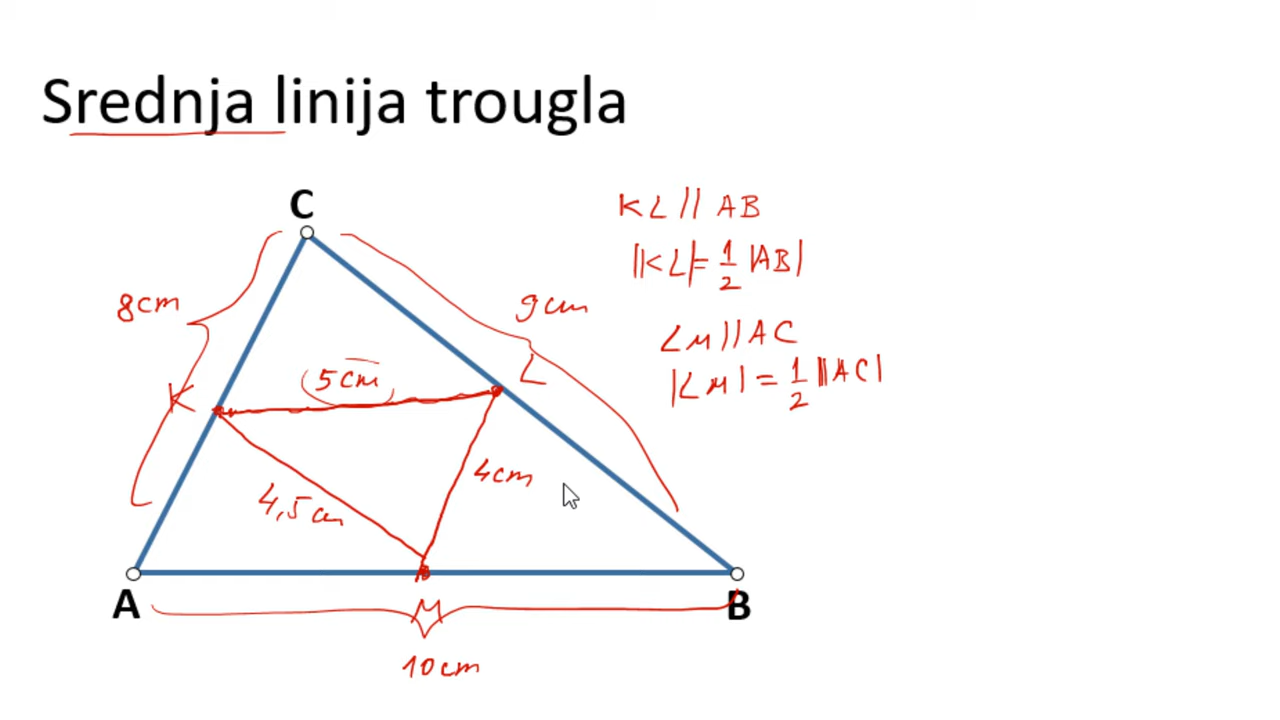 Srednja linija trougla
C
KL // AB
|KL| = 1/2 |AB|
8cm
9cm
LM // AC
|LM| = 1/2 |AC|
K
5cm
L
4,5cm
4cm
A
M
B
10cm